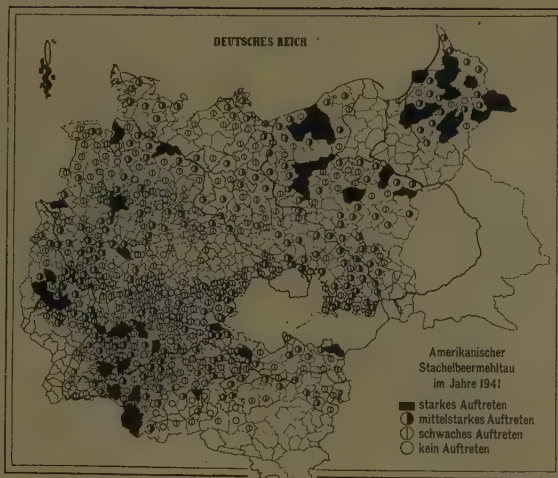 DEUTSCHES REICH
Amerikanischer
Stachelbeermehltau
im Jahre 1941
starkes Auftreten
mittelstarkes Auftreten
schwaches Auftreten
kein Auftreten